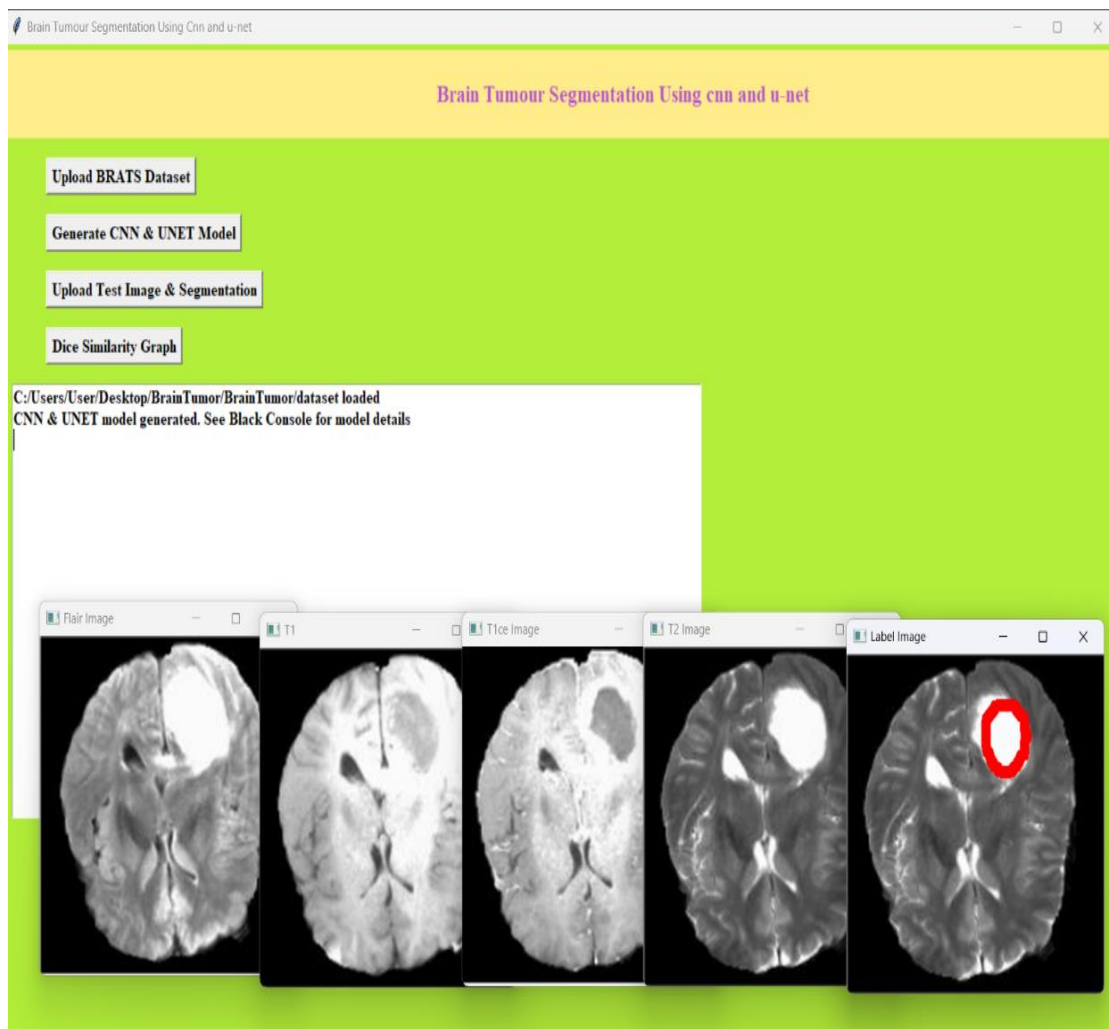 Brain Tumour Segmentation Using Cnn and u-net
Brain Tumour Segmentation Using cnn and u-net
Upload BRATS Dataset
Generate CNN & UNET Model
Upload Test Image & Segmentation
Dice Similarity Graph
C:/Users/User/Desktop/BrainTumor/BrainTumor/dataset loaded
CNN & UNET model generated. See Black Console for model details
Flair Image
T1
T1ce Image
T2 Image
Label Image